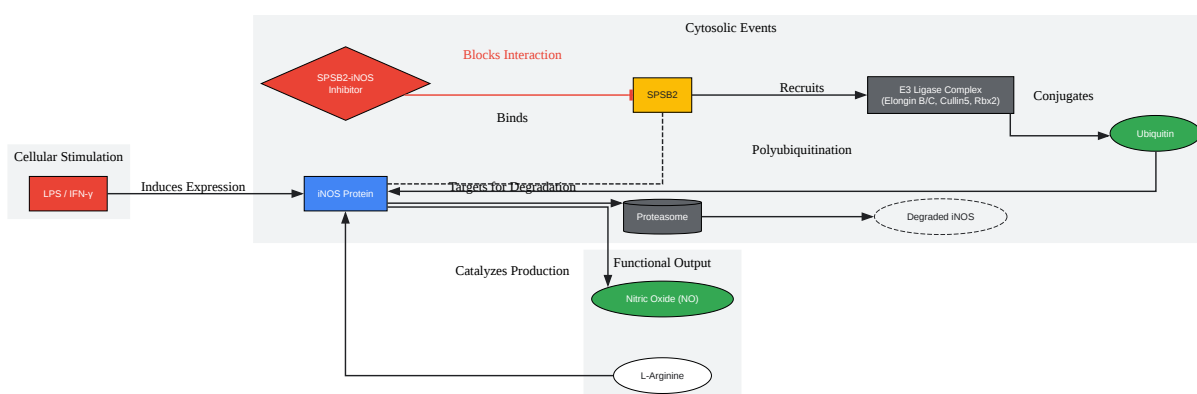 Cytosolic Events
Blocks Interaction
SPSB2-iNOS
Inhibitor
SPSB2
Recruits
E3 Ligase Complex
(Elongin B/C, Cullin5, Rbx2)
Conjugates
Binds
Ubiquitin
Polyubiquitination
Cellular Stimulation
LPS / IFN-γ
Induces Expression
iNOS Protein
Targets for Degradation
Proteasome
Degraded iNOS
Catalyzes Production
Functional Output
Nitric Oxide (NO)
L-Arginine